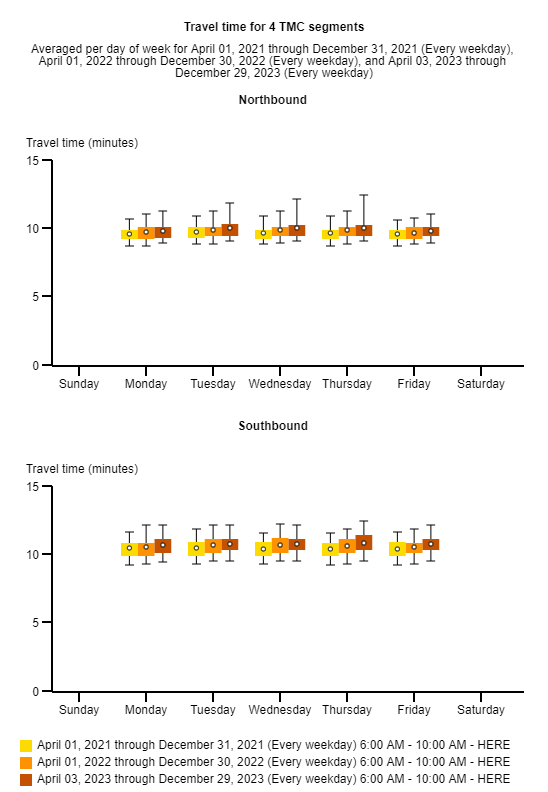 Travel time for 4 TMC segments
Averaged per day of week for April 01, 2021 through December 31, 2021 (Every weekday),
April 01, 2022 through December 30, 2022 (Every weekday), and April 03, 2023 through
December 29, 2023 (Every weekday)
Northbound
Travel time (minutes)
15
10
5
0
Sunday Monday Tuesday Wednesday Thursday Friday Saturday
Southbound
Travel time (minutes)
15
10
5
0
Sunday Monday Tuesday Wednesday Thursday Friday Saturday
April 01, 2021 through December 31, 2021 (Every weekday) 6:00 AM - 10:00 AM - HERE
April 01, 2022 through December 30, 2022 (Every weekday) 6:00 AM - 10:00 AM - HERE
April 03, 2023 through December 29, 2023 (Every weekday) 6:00 AM - 10:00 AM - HERE